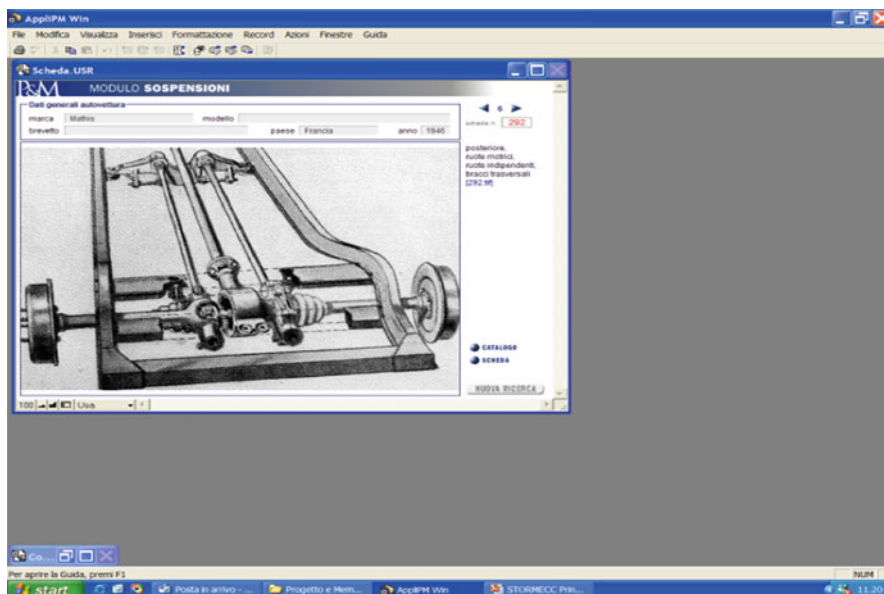 AppliPM Win
File Modifica Visualizza Inserisci Formattazione Record Azioni Finestre Guida
Scheda.USR
P&M MODULO SOSPENSIONI
Dati generali autovettura
marca Mathis modello
brevetto paese Francia anno 1946
6
scheda n. 292
posteriore,
ruote motrici,
ruote indipendenti,
bracci trasversali
[292.tif]
CATALOGO
SCHEDA
NUOVA RICERCA
100 Usa
Co...
Per aprire la Guida, premi F1 NUM
start Posta in arrivo - ... Progetto e Mem... AppliPM Win STORMECC Prin... 11.20